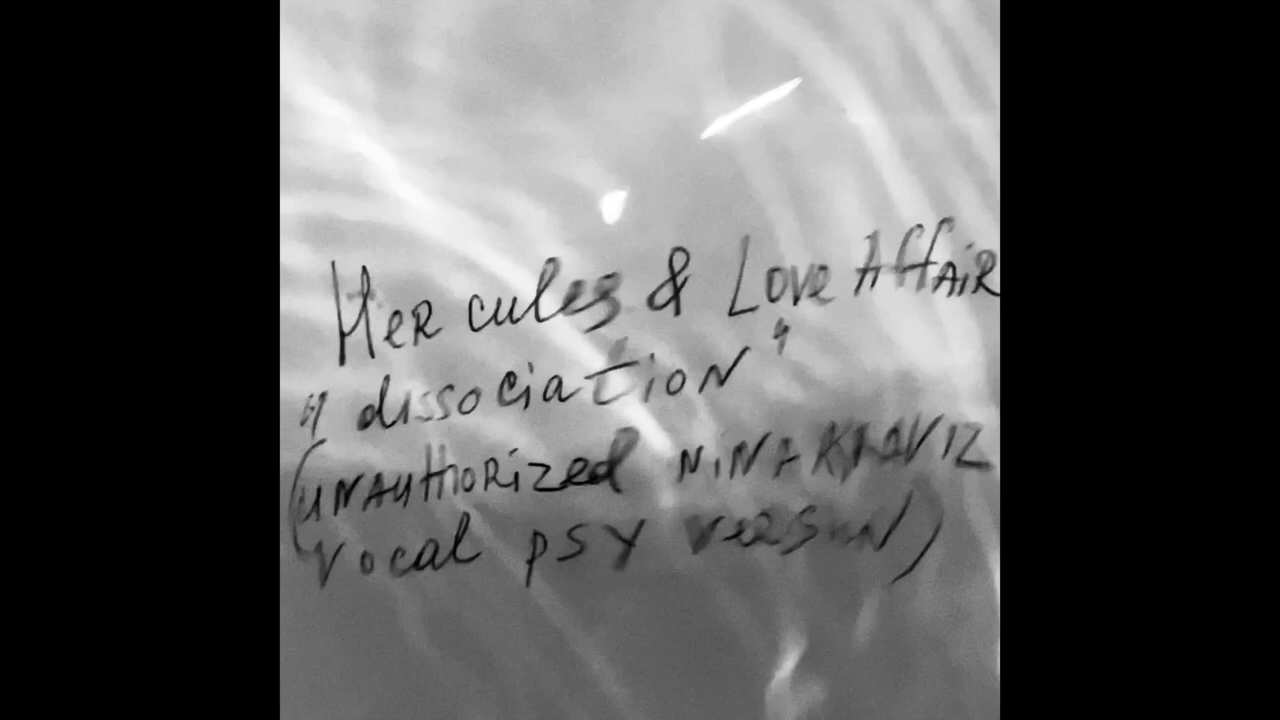 Hercules & Love Affair
"dissociation"
(unauthorized NINA KRAVIZ
vocal psy version)